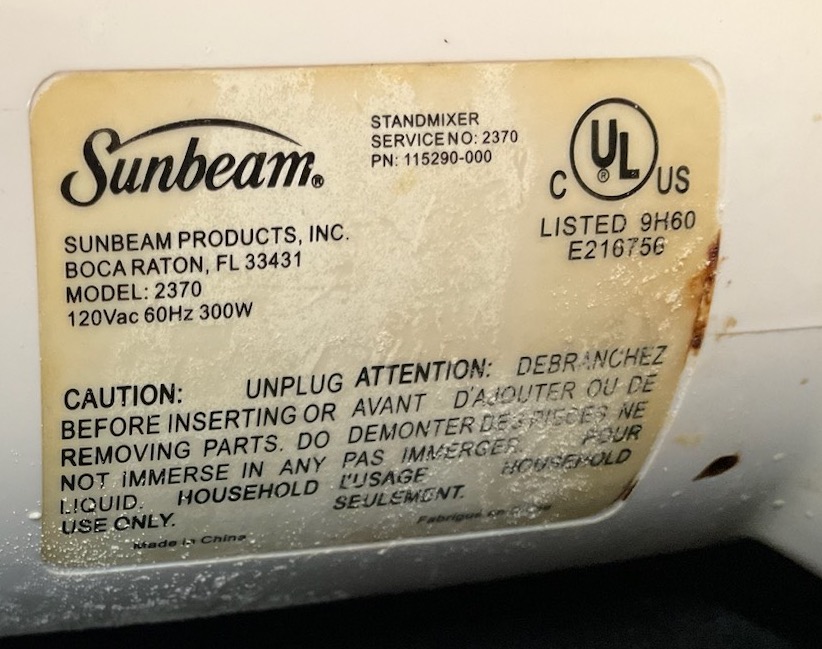 Sunbeam®
STANDMIXER
SERVICE NO: 2370
PN: 115290-000
UL
®
C US
LISTED 9H60
E216756
SUNBEAM PRODUCTS, INC.
BOCA RATON, FL 33431
MODEL: 2370
120Vac 60Hz 300W
CAUTION: UNPLUG
BEFORE INSERTING OR
REMOVING PARTS. DO
NOT IMMERSE IN ANY
LIQUID. HOUSEHOLD
USE ONLY.
Made in China
ATTENTION: DEBRANCHEZ
AVANT D'AJOUTER OU DE
DEMONTER DES PIECES NE
PAS IMMERGER. POUR
L'USAGE HOUSEHOLD
SEULEMENT.
Fabrique en